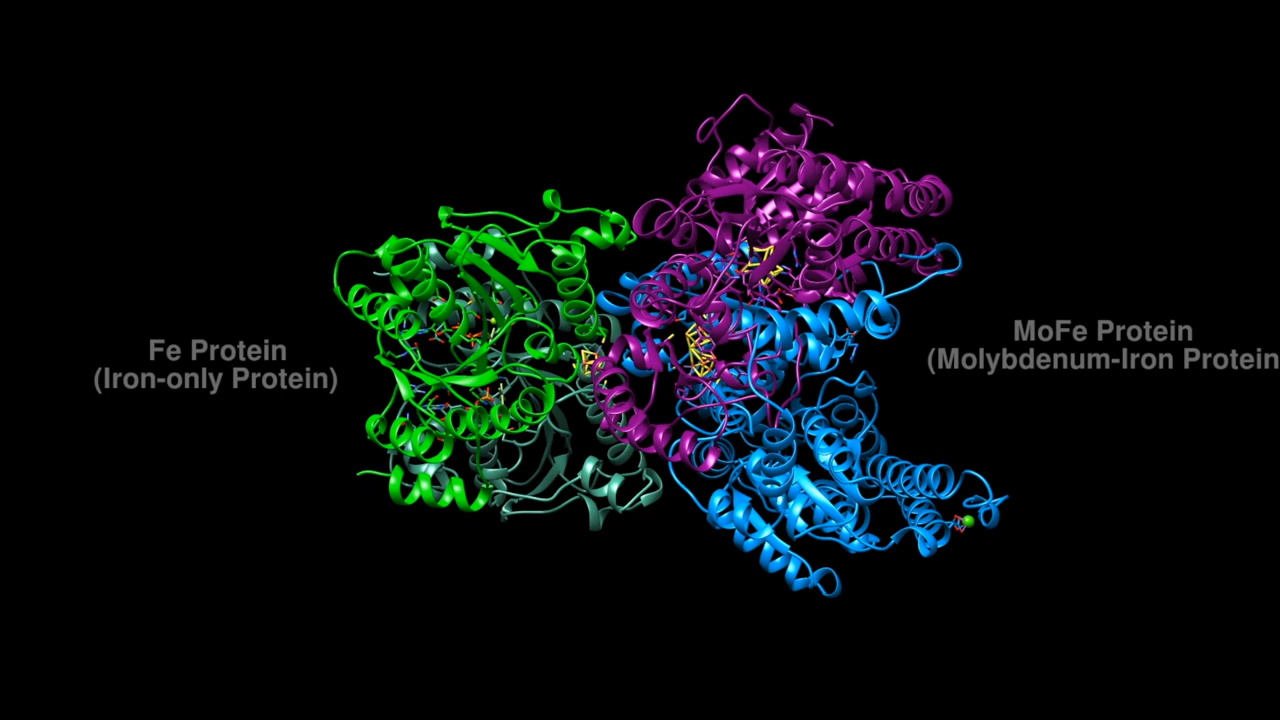 Fe Protein
(Iron-only Protein)
MoFe Protein
(Molybdenum-Iron Protein